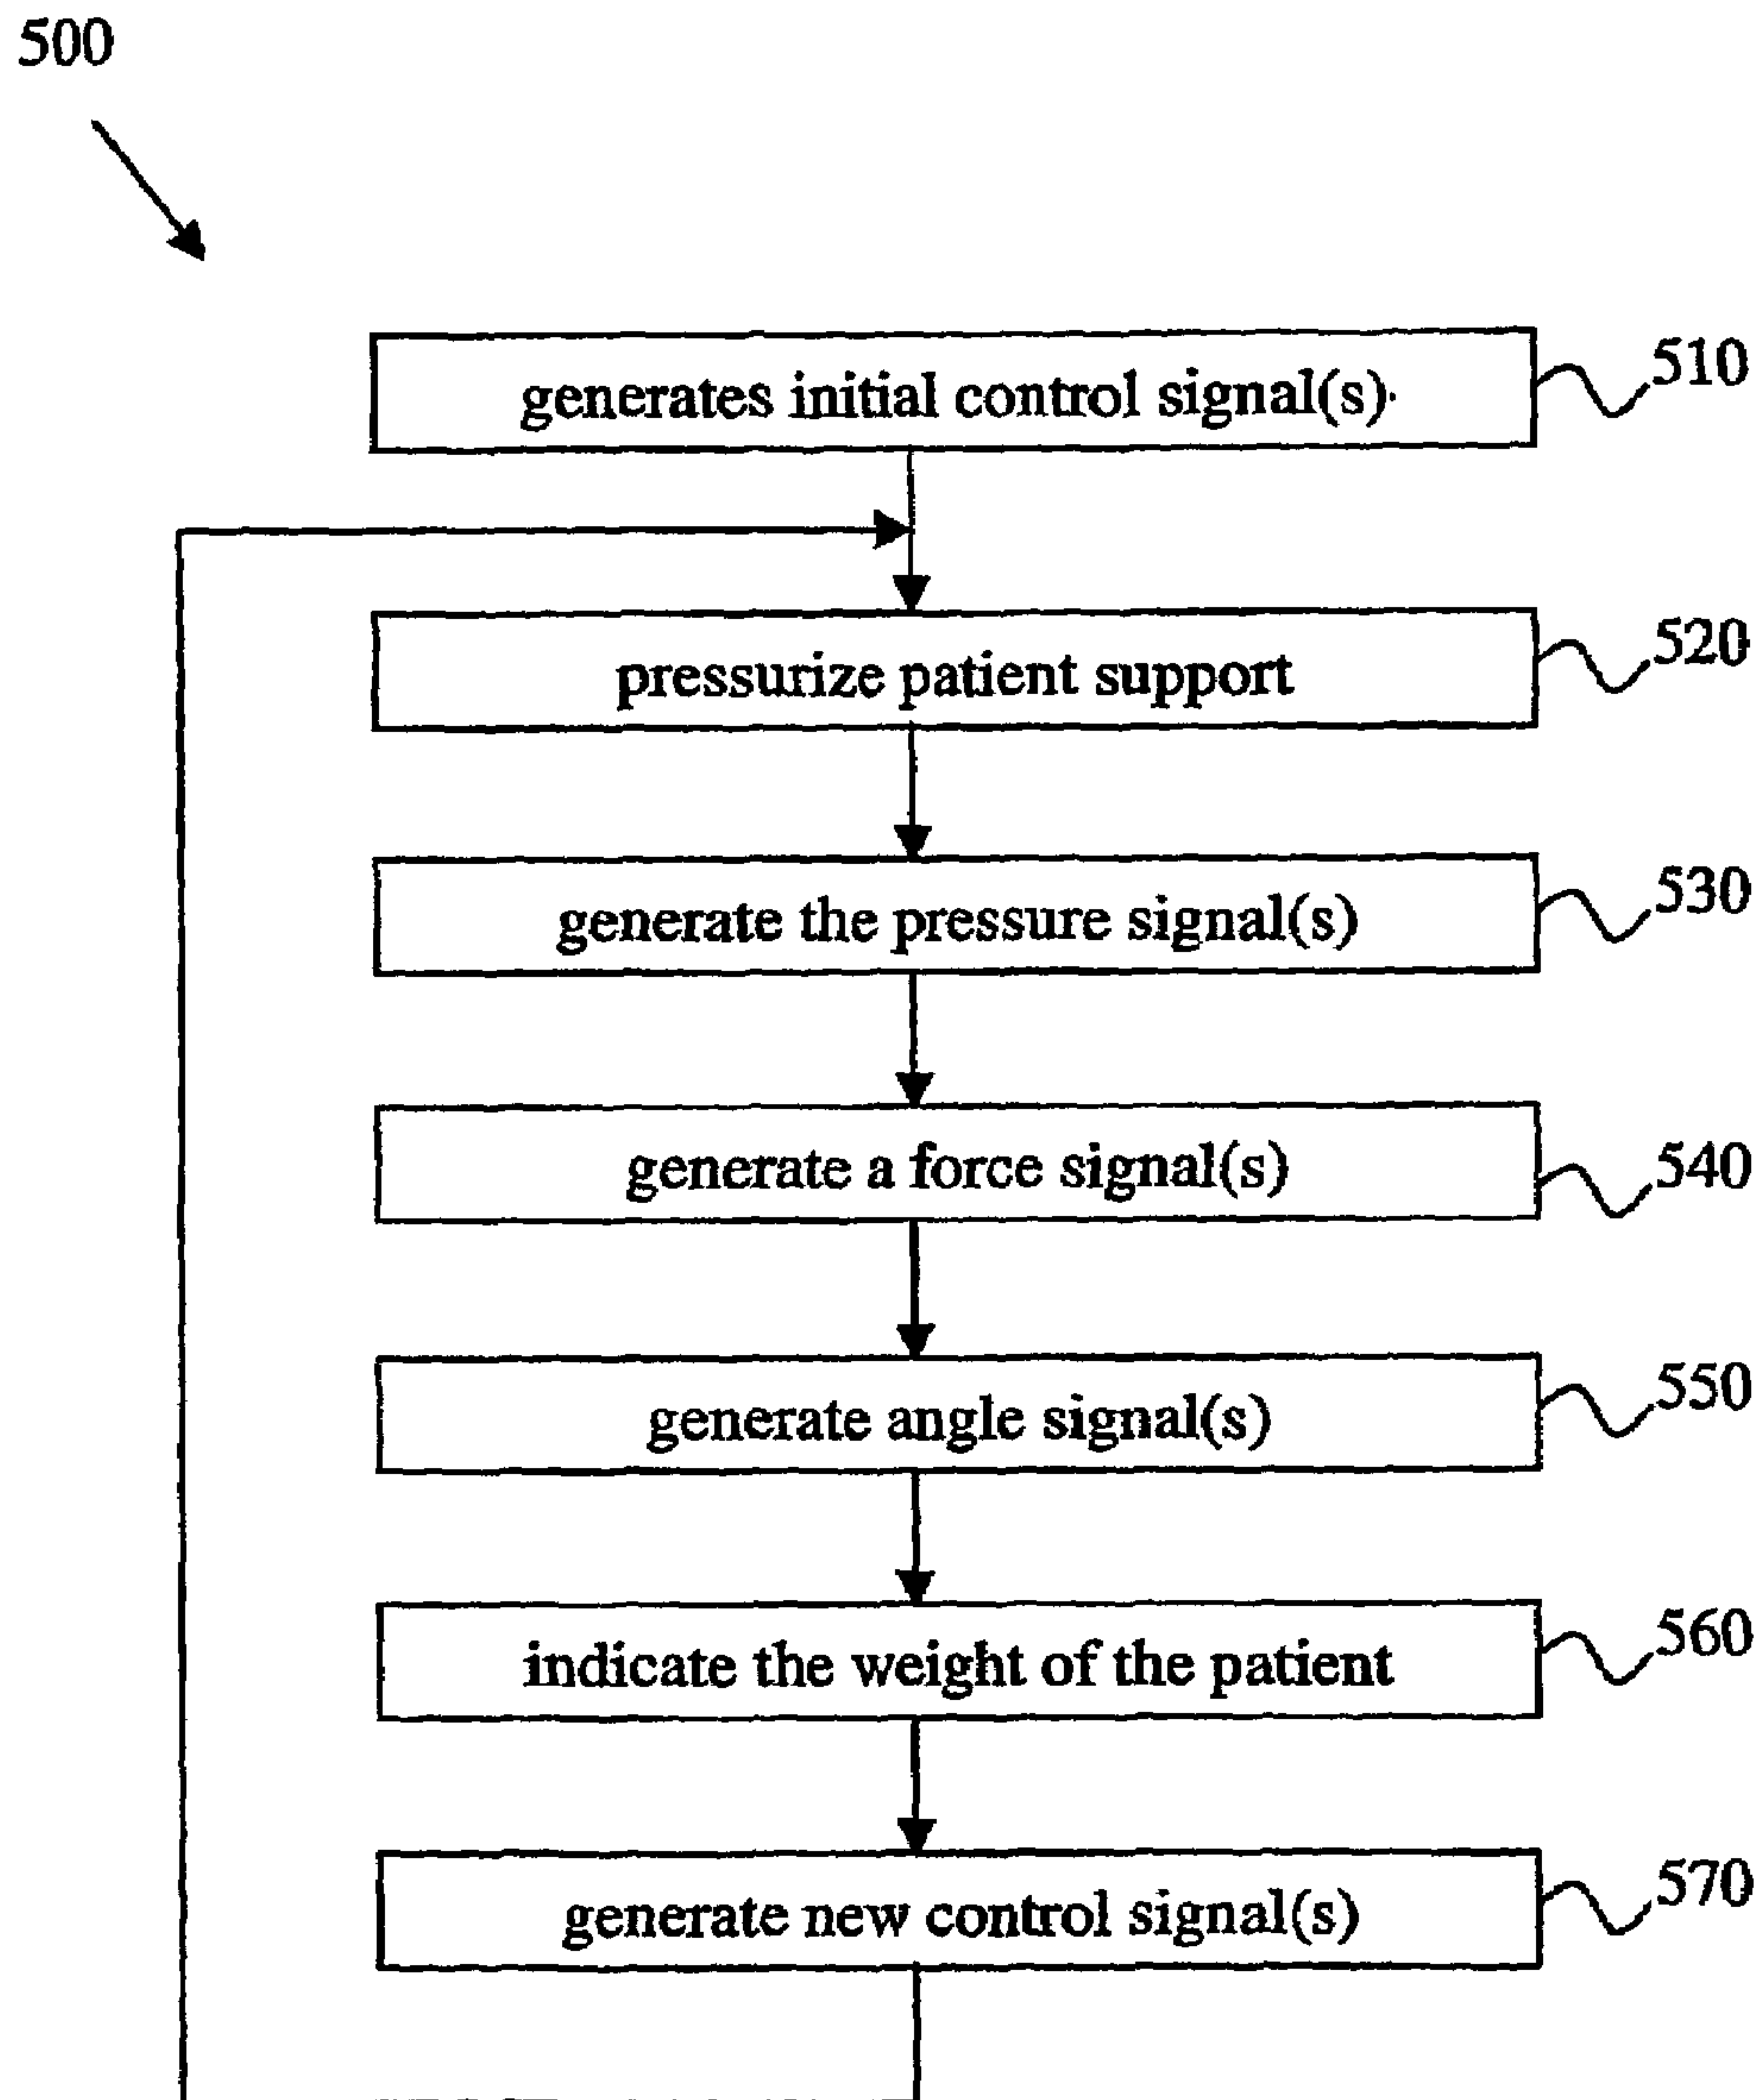 500
generates initial control signal(s)
510
pressurize patient support
520
generate the pressure signal(s)
530
generate a force signal(s)
540
generate angle signal(s)
550
indicate the weight of the patient
560
generate new control signal(s)
570